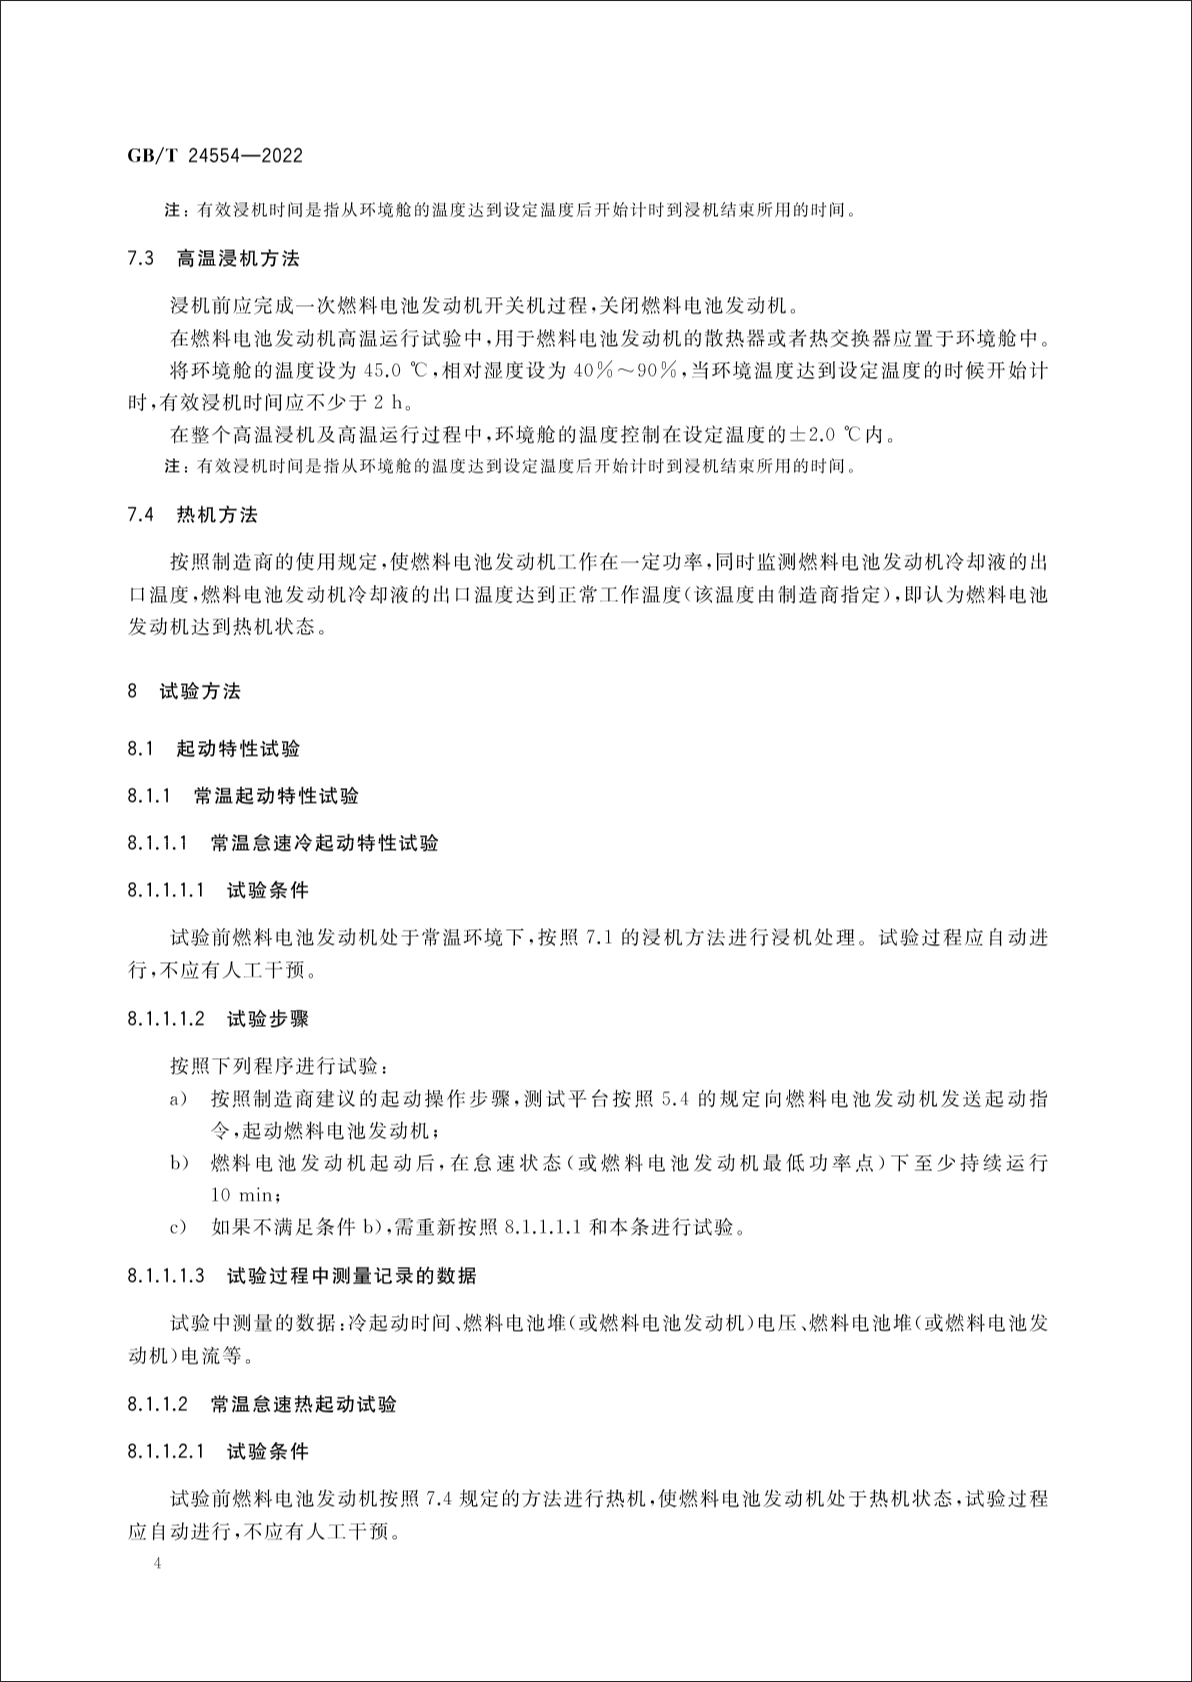 GB/T 24554—2022
注：有效浸机时间是指从环境舱的温度达到设定温度后开始计时到浸机结束所用的时间。
7.3 高温浸机方法
浸机前应完成一次燃料电池发动机开关机过程,关闭燃料电池发动机。
在燃料电池发动机高温运行试验中,用于燃料电池发动机的散热器或者热交换器应置于环境舱中。
将环境舱的温度设为 45.0 ℃,相对湿度设为 40%～90%,当环境温度达到设定温度的时候开始计
时,有效浸机时间应不少于 2 h。
在整个高温浸机及高温运行过程中,环境舱的温度控制在设定温度的±2.0 ℃内。
注：有效浸机时间是指从环境舱的温度达到设定温度后开始计时到浸机结束所用的时间。
7.4 热机方法
按照制造商的使用规定,使燃料电池发动机工作在一定功率,同时监测燃料电池发动机冷却液的出
口温度,燃料电池发动机冷却液的出口温度达到正常工作温度(该温度由制造商指定),即认为燃料电池
发动机达到热机状态。
8 试验方法
8.1 起动特性试验
8.1.1 常温起动特性试验
8.1.1.1 常温怠速冷起动特性试验
8.1.1.1.1 试验条件
试验前燃料电池发动机处于常温环境下,按照 7.1 的浸机方法进行浸机处理。试验过程应自动进
行,不应有人工干预。
8.1.1.1.2 试验步骤
按照下列程序进行试验：
a) 按照制造商建议的起动操作步骤,测试平台按照 5.4 的规定向燃料电池发动机发送起动指
令,起动燃料电池发动机；
b) 燃料电池发动机起动后,在怠速状态(或燃料电池发动机最低功率点)下至少持续运行
10 min；
c) 如果不满足条件 b),需重新按照 8.1.1.1.1 和本条进行试验。
8.1.1.1.3 试验过程中测量记录的数据
试验中测量的数据:冷起动时间、燃料电池堆(或燃料电池发动机)电压、燃料电池堆(或燃料电池发
动机)电流等。
8.1.1.2 常温怠速热起动试验
8.1.1.2.1 试验条件
试验前燃料电池发动机按照 7.4 规定的方法进行热机,使燃料电池发动机处于热机状态,试验过程
应自动进行,不应有人工干预。
4